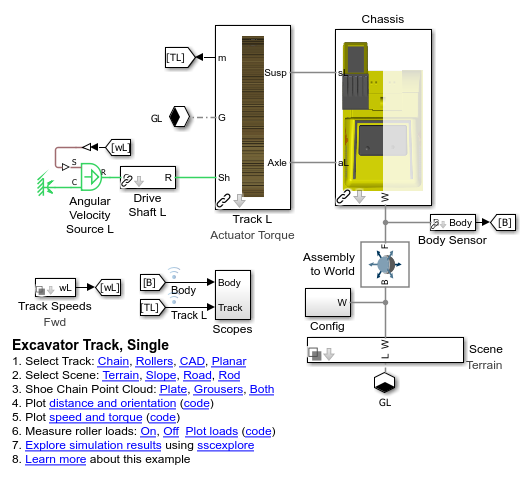 Chassis
[TL]
m
Susp
sL
GL
G
[wL]
S
R
C
R
Sh
Axle
aL
Angular
Velocity
Source L
Drive
Shaft L
Track L
Actuator Torque
W
Body
[B]
Body Sensor
F
Assembly
to World
B
wL
[wL]
Track Speeds
Fwd
[B]
Body
Body
[TL]
Track L
Track
Scopes
W
Config
W
L
Scene
Terrain
GL
Excavator Track, Single
1. Select Track: Chain, Rollers, CAD, Planar
2. Select Scene: Terrain, Slope, Road, Rod
3. Shoe Chain Point Cloud: Plate, Grousers, Both
4. Plot distance and orientation (code)
5. Plot speed and torque (code)
6. Measure roller loads: On, Off Plot loads (code)
7. Explore simulation results using sscexplore
8. Learn more about this example